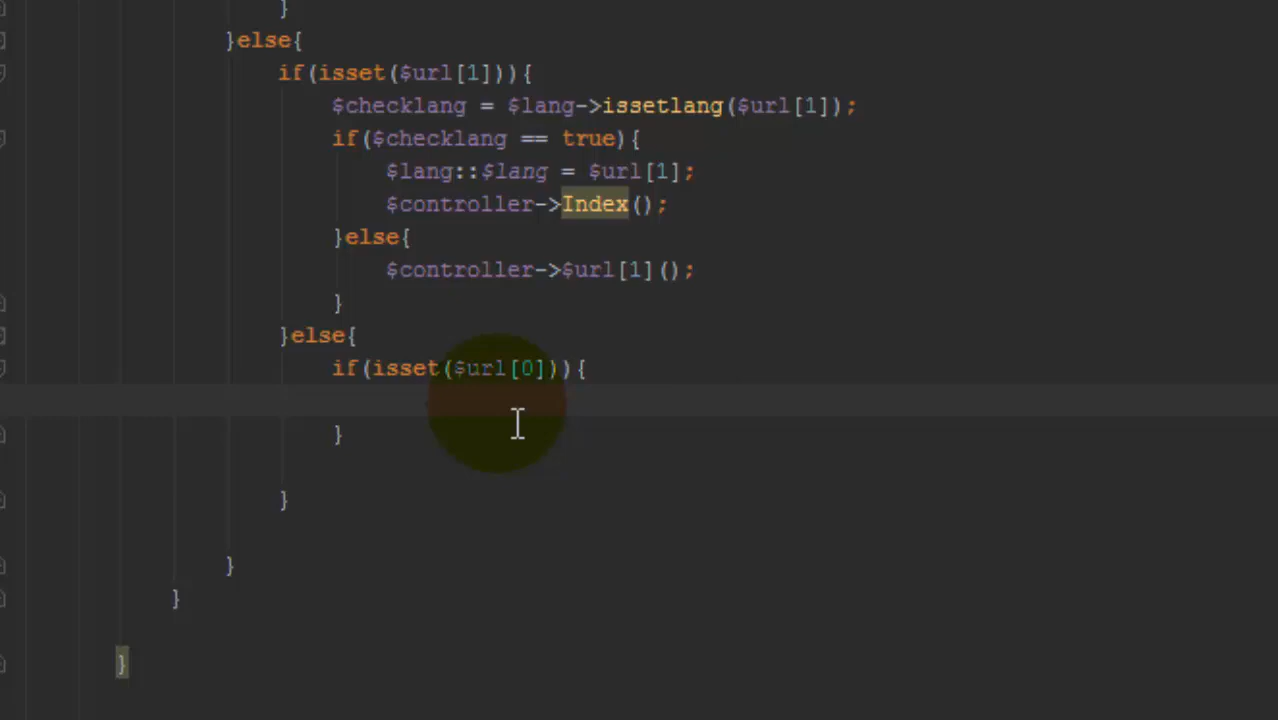 }
}else{
if(isset($url[1])){
$checklang = $lang->issetlang($url[1]);
if($checklang == true){
$lang::$lang = $url[1];
$controller->Index();
}else{
$controller->$url[1]();
}
}else{
if(isset($url[0])){
}
}
}
}
}